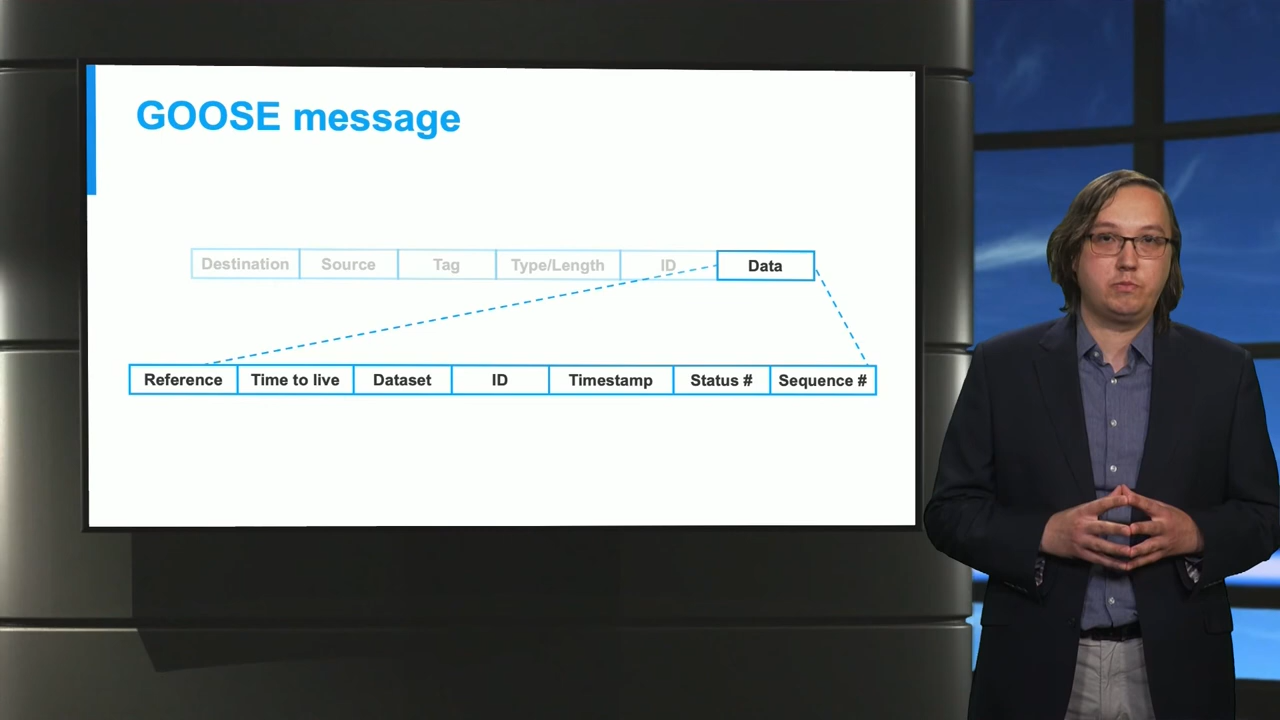 GOOSE message
Destination Source Tag Type/Length ID Data
Reference Time to live Dataset ID Timestamp Status # Sequence #